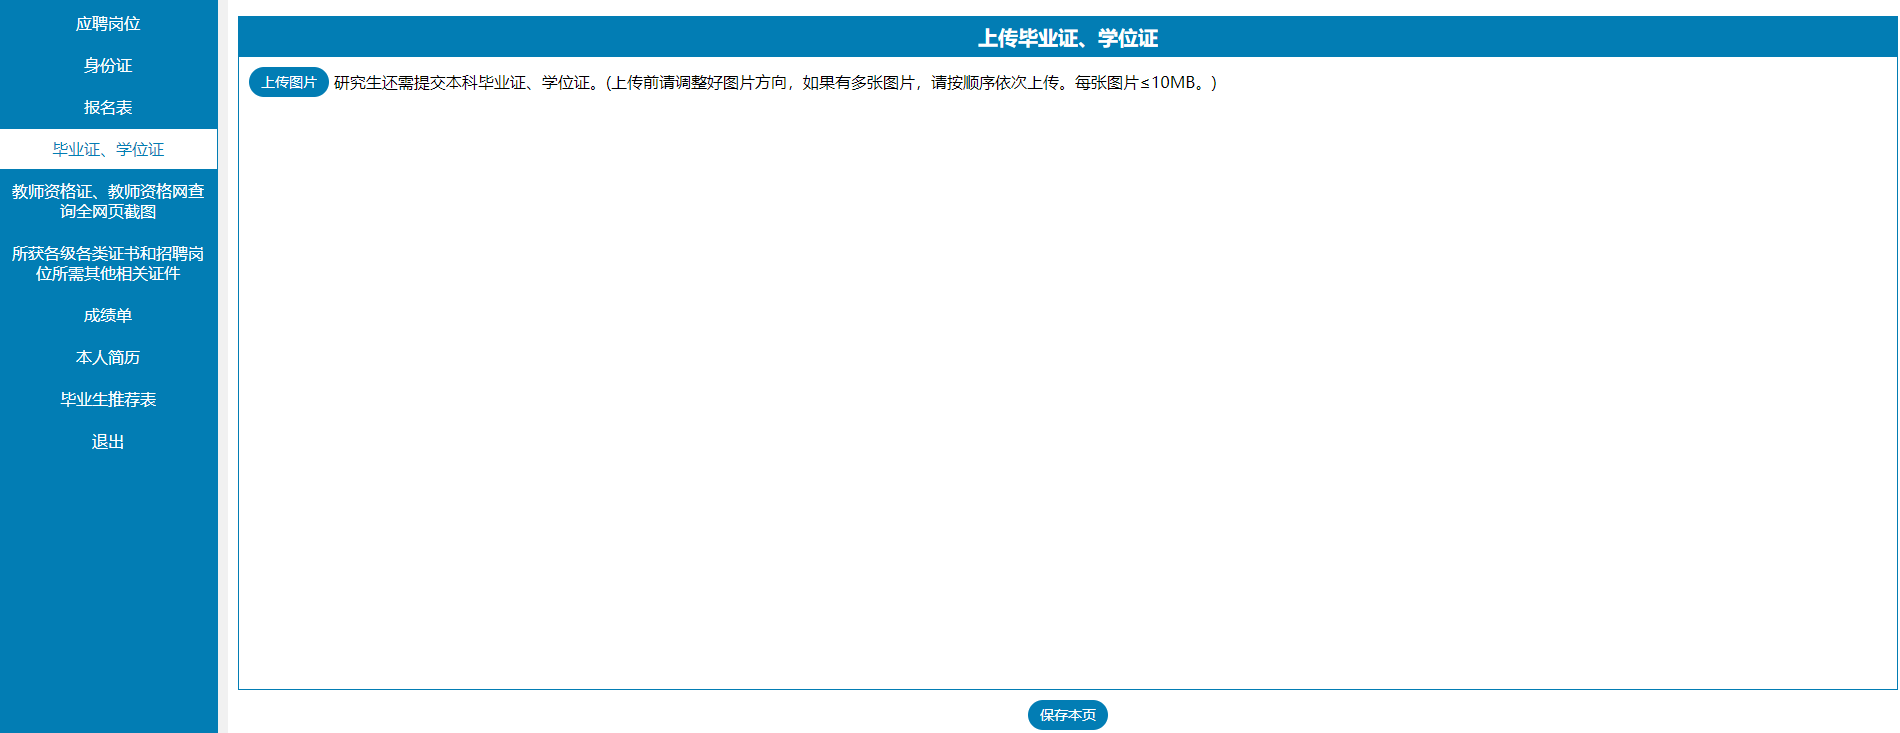 应聘岗位
身份证
报名表
毕业证、学位证
教师资格证、教师资格网查
询全网页截图
所获各级各类证书和招聘岗
位所需其他相关证件
成绩单
本人简历
毕业生推荐表
退出
上传毕业证、学位证
上传图片 研究生还需提交本科毕业证、学位证。(上传前请调整好图片方向，如果有多张图片，请按顺序依次上传。每张图片≤10MB。)
保存本页